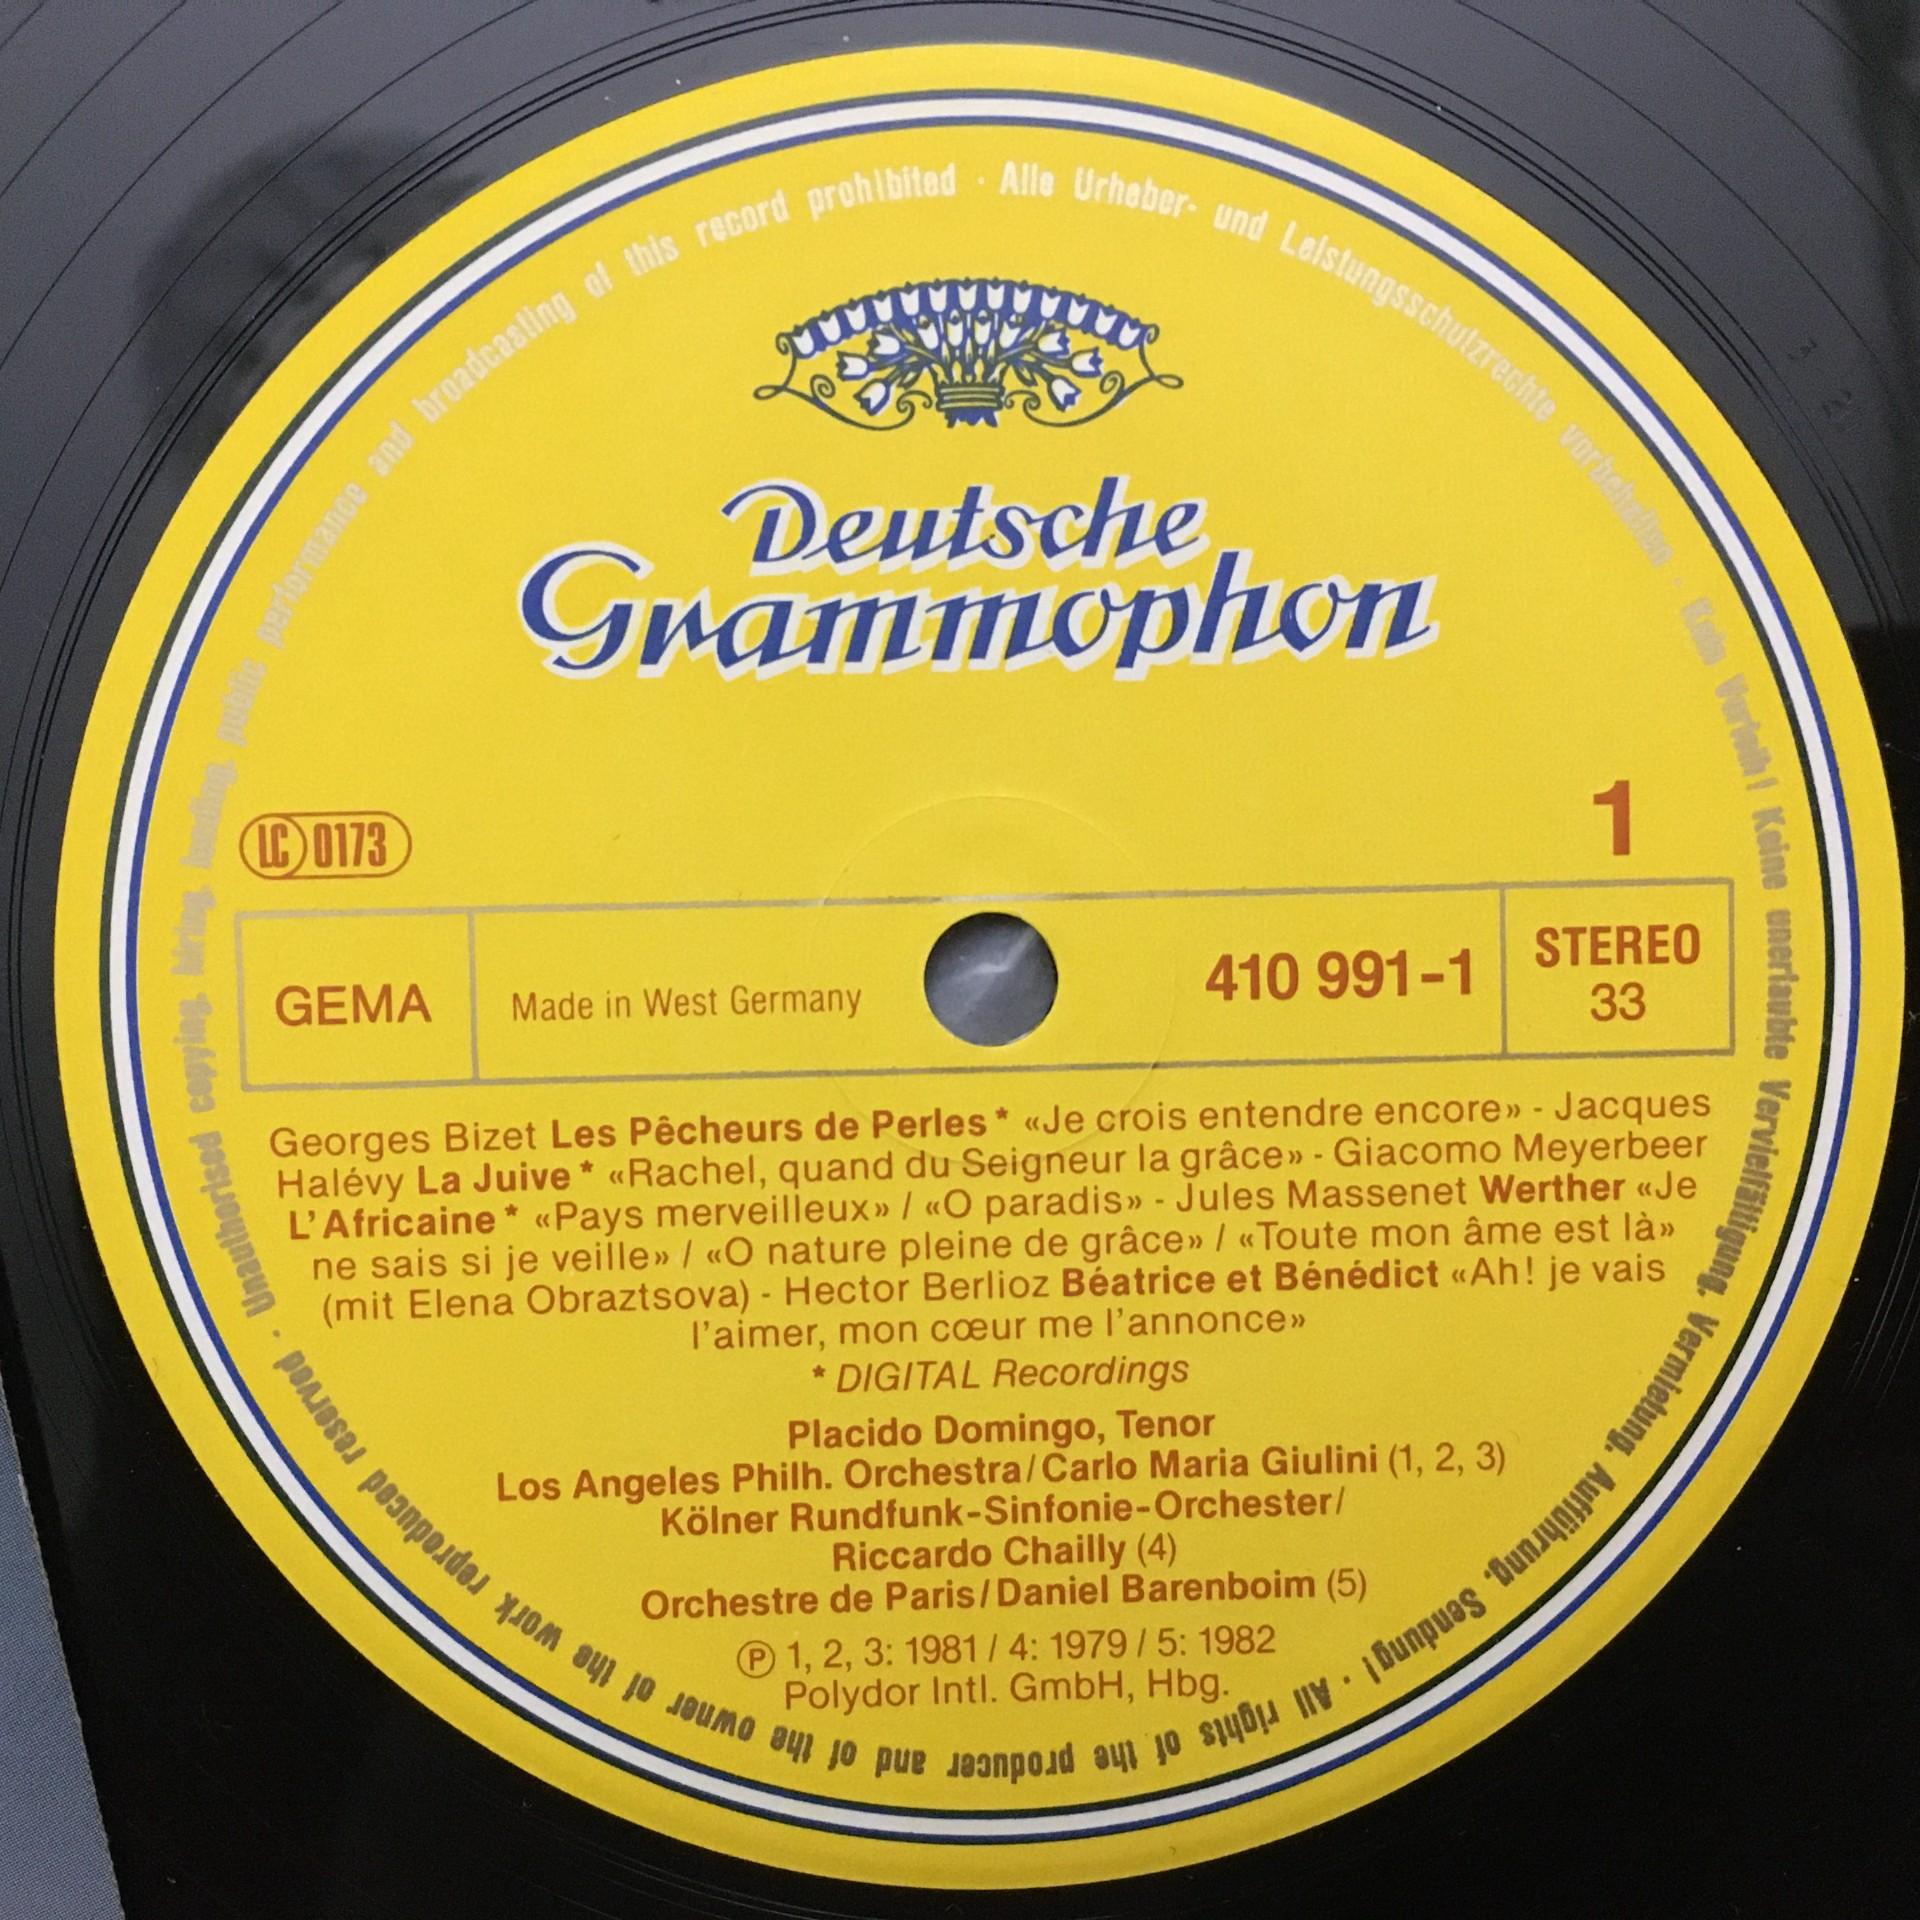 Deutsche
Grammophon
LC 0173
1
GEMA
Made in West Germany
410 991-1
STEREO
33
Georges Bizet Les Pêcheurs de Perles* «Je crois entendre encore» - Jacques
Halévy La Juive* «Rachel, quand du Seigneur la grâce» - Giacomo Meyerbeer
L'Africaine* «Pays merveilleux» / «O paradis» - Jules Massenet Werther «Je
ne sais si je veille» / «O nature pleine de grâce» / «Toute mon âme est là»
(mit Elena Obraztsova) - Hector Berlioz Béatrice et Bénédict «Ah! je vais
l'aimer, mon cœur me l'annonce»
* DIGITAL Recordings
Placido Domingo, Tenor
Los Angeles Philh. Orchestra/Carlo Maria Giulini (1, 2, 3)
Kölner Rundfunk-Sinfonie-Orchester/
Riccardo Chailly (4)
Orchestre de Paris/Daniel Barenboim (5)
Ⓟ 1, 2, 3: 1981 / 4: 1979 / 5: 1982
Polydor Intl. GmbH, Hbg.
Alle Urheber- und Leistungsschutzrechte vorbehalten · Kein Verleih! Keine unerlaubte Vervielfältigung, Vermietung, Aufführung, Sendung! · All rights of the producer and of the owner of the work reproduced reserved · Unauthorised copying, hiring, lending, public performance and broadcasting of this record prohibited ·